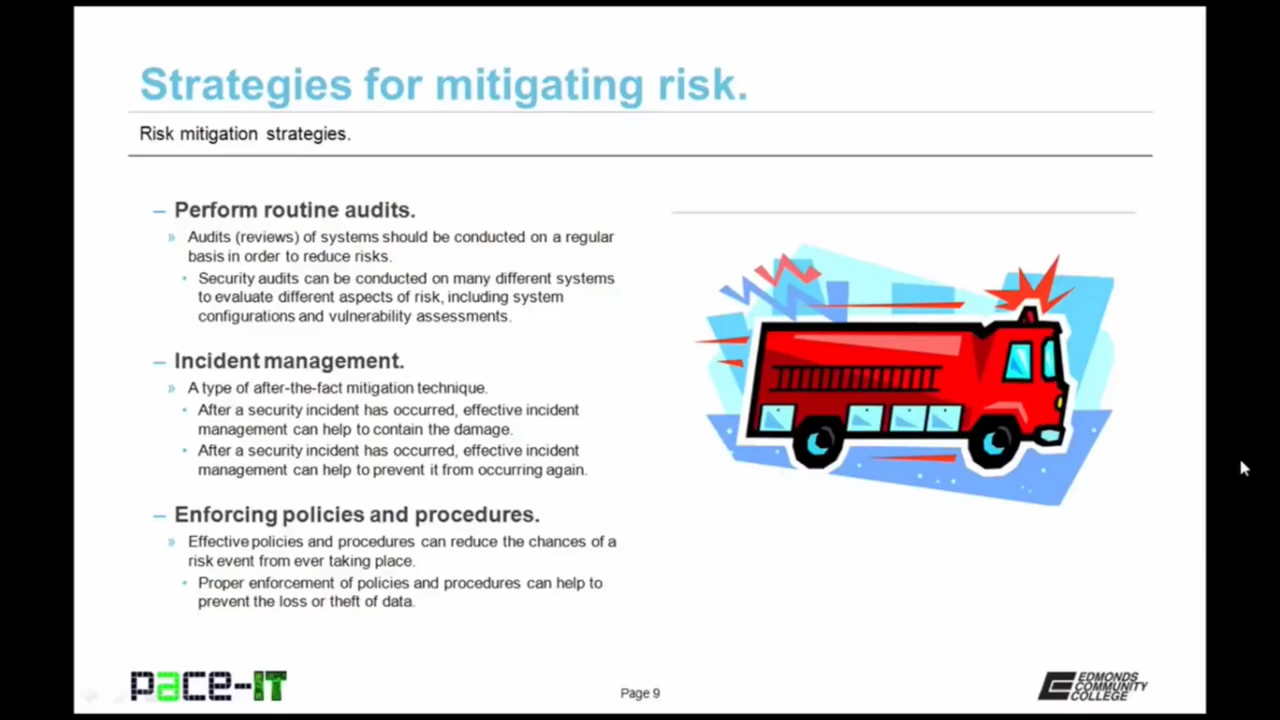 Strategies for mitigating risk.
Risk mitigation strategies.
– Perform routine audits.
» Audits (reviews) of systems should be conducted on a regular
basis in order to reduce risks.
• Security audits can be conducted on many different systems
to evaluate different aspects of risk, including system
configurations and vulnerability assessments.
– Incident management.
» A type of after-the-fact mitigation technique.
• After a security incident has occurred, effective incident
management can help to contain the damage.
• After a security incident has occurred, effective incident
management can help to prevent it from occurring again.
– Enforcing policies and procedures.
» Effective policies and procedures can reduce the chances of a
risk event from ever taking place.
• Proper enforcement of policies and procedures can help to
prevent the loss or theft of data.
pace-IT
Page 9
EDMONDS
COMMUNITY
COLLEGE